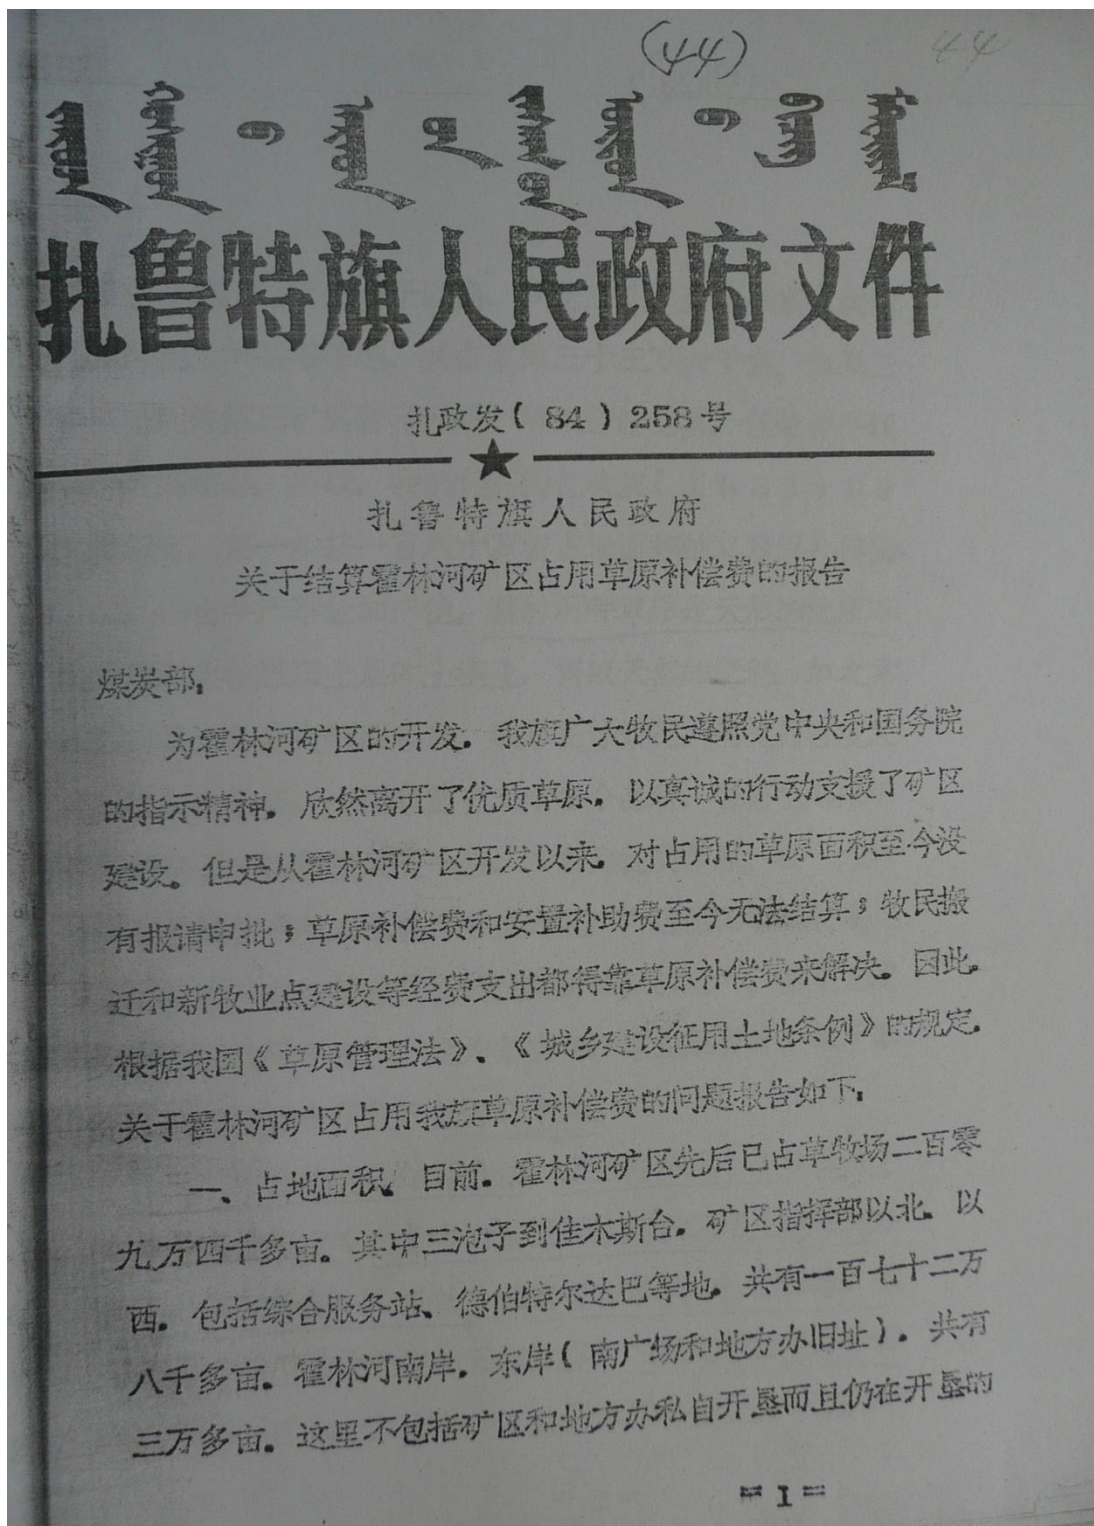 (44)
44
扎鲁特旗人民政府文件
扎政发(84)258号
扎鲁特旗人民政府
关于结算霍林河矿区占用草原补偿费的报告
煤炭部:
为霍林河矿区的开发.我旗广大牧民遵照党中央和国务院
的指示精神.欣然离开了优质草原.以真诚的行动支援了矿区
建设。但是从霍林河矿区开发以来.对占用的草原面积至今没
有报请申批;草原补偿费和安置补助费至今无法结算;牧民搬
迁和新牧业点建设等经费支出都得靠草原补偿费来解决。因此.
根据我国《草原管理法》、《城乡建设征用土地条例》的规定.
关于霍林河矿区占用我旗草原补偿费的问题报告如下:
一、占地面积.目前.霍林河矿区先后已占草牧场二百零
九万四千多亩。其中三泡子到佳木斯台.矿区指挥部以北.以
西.包括综合服务站、德伯特尔达巴等地.共有一百七十二万
八千多亩。霍林河南岸.东岸(南广场和地方办旧址).共有
三万多亩。这里不包括矿区和地方办私自开垦而且仍在开垦的
=1=